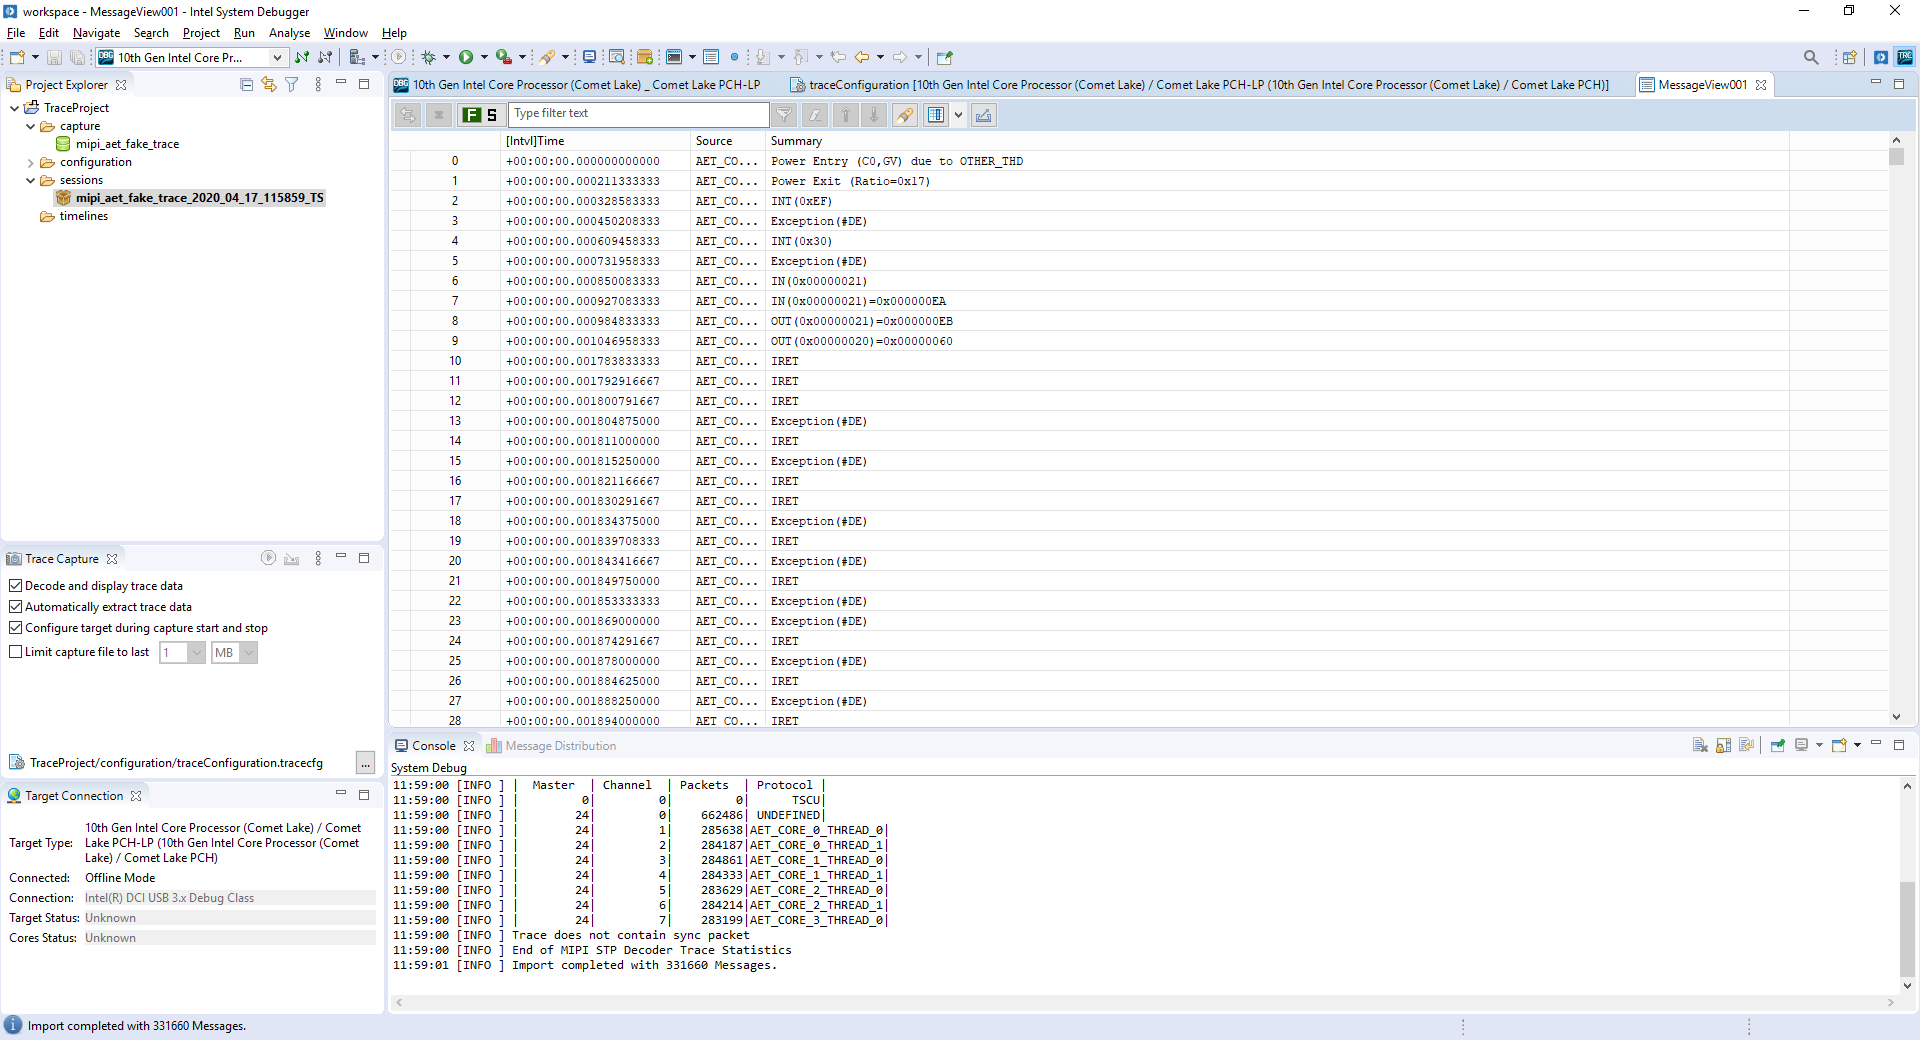 workspace - MessageView001 - Intel System Debugger
File Edit Navigate Search Project Run Analyse Window Help
10th Gen Intel Core Pr...
Project Explorer
TraceProject
capture
mipi_aet_fake_trace
configuration
sessions
mipi_aet_fake_trace_2020_04_17_115859_TS
timelines
Trace Capture
Decode and display trace data
Automatically extract trace data
Configure target during capture start and stop
Limit capture file to last 1 MB
TraceProject/configuration/traceConfiguration.tracecfg ...
Target Connection
Target Type: 10th Gen Intel Core Processor (Comet Lake) / Comet
Lake PCH-LP (10th Gen Intel Core Processor (Comet
Lake) / Comet Lake PCH)
Connected: Offline Mode
Connection: Intel(R) DCI USB 3.x Debug Class
Target Status: Unknown
Cores Status: Unknown
10th Gen Intel Core Processor (Comet Lake) _ Comet Lake PCH-LP
traceConfiguration [10th Gen Intel Core Processor (Comet Lake) / Comet Lake PCH-LP (10th Gen Intel Core Processor (Comet Lake) / Comet Lake PCH)]
MessageView001
F S Type filter text
[Intvl]Time Source Summary
0 +00:00:00.000000000000 AET_CO... Power Entry (C0,GV) due to OTHER_THD
1 +00:00:00.000211333333 AET_CO... Power Exit (Ratio=0x17)
2 +00:00:00.000328583333 AET_CO... INT(0xEF)
3 +00:00:00.000450208333 AET_CO... Exception(#DE)
4 +00:00:00.000609458333 AET_CO... INT(0x30)
5 +00:00:00.000731958333 AET_CO... Exception(#DE)
6 +00:00:00.000850083333 AET_CO... IN(0x00000021)
7 +00:00:00.000927083333 AET_CO... IN(0x00000021)=0x000000EA
8 +00:00:00.000984833333 AET_CO... OUT(0x00000021)=0x000000EB
9 +00:00:00.001046958333 AET_CO... OUT(0x00000020)=0x00000060
10 +00:00:00.001783833333 AET_CO... IRET
11 +00:00:00.001792916667 AET_CO... IRET
12 +00:00:00.001800791667 AET_CO... IRET
13 +00:00:00.001804875000 AET_CO... Exception(#DE)
14 +00:00:00.001811000000 AET_CO... IRET
15 +00:00:00.001815250000 AET_CO... Exception(#DE)
16 +00:00:00.001821166667 AET_CO... IRET
17 +00:00:00.001830291667 AET_CO... IRET
18 +00:00:00.001834375000 AET_CO... Exception(#DE)
19 +00:00:00.001839708333 AET_CO... IRET
20 +00:00:00.001843416667 AET_CO... Exception(#DE)
21 +00:00:00.001849750000 AET_CO... IRET
22 +00:00:00.001853333333 AET_CO... Exception(#DE)
23 +00:00:00.001869000000 AET_CO... Exception(#DE)
24 +00:00:00.001874291667 AET_CO... IRET
25 +00:00:00.001878000000 AET_CO... Exception(#DE)
26 +00:00:00.001884625000 AET_CO... IRET
27 +00:00:00.001888250000 AET_CO... Exception(#DE)
28 +00:00:00.001894000000 AET_CO... IRET
Console Message Distribution
System Debug
11:59:00 [INFO ] | Master | Channel | Packets | Protocol |
11:59:00 [INFO ] | 0| 0| 0| TSCU|
11:59:00 [INFO ] | 24| 0| 662486| UNDEFINED|
11:59:00 [INFO ] | 24| 1| 285638|AET_CORE_0_THREAD_0|
11:59:00 [INFO ] | 24| 2| 284187|AET_CORE_0_THREAD_1|
11:59:00 [INFO ] | 24| 3| 284861|AET_CORE_1_THREAD_0|
11:59:00 [INFO ] | 24| 4| 284333|AET_CORE_1_THREAD_1|
11:59:00 [INFO ] | 24| 5| 283629|AET_CORE_2_THREAD_0|
11:59:00 [INFO ] | 24| 6| 284214|AET_CORE_2_THREAD_1|
11:59:00 [INFO ] | 24| 7| 283199|AET_CORE_3_THREAD_0|
11:59:00 [INFO ] Trace does not contain sync packet
11:59:00 [INFO ] End of MIPI STP Decoder Trace Statistics
11:59:01 [INFO ] Import completed with 331660 Messages.
Import completed with 331660 Messages.